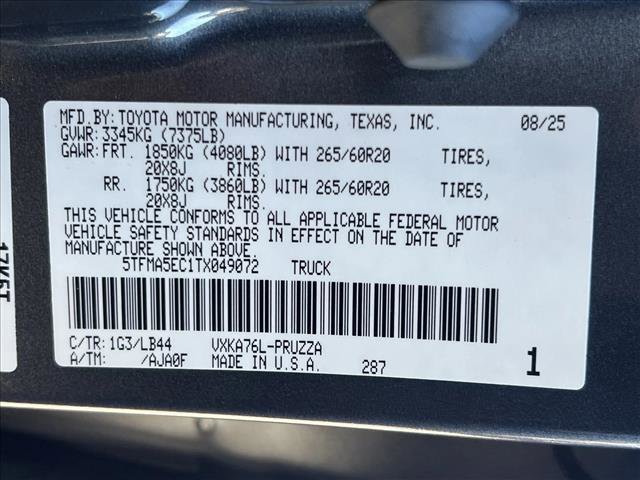 MFD.BY:TOYOTA MOTOR MANUFACTURING, TEXAS, INC. 08/25
GVWR:3345KG (7375LB)
GAWR:FRT. 1850KG (4080LB) WITH 265/60R20 TIRES,
20X8J RIMS.
RR. 1750KG (3860LB) WITH 265/60R20 TIRES,
20X8J RIMS.
THIS VEHICLE CONFORMS TO ALL APPLICABLE FEDERAL MOTOR
VEHICLE SAFETY STANDARDS IN EFFECT ON THE DATE OF
MANUFACTURE SHOWN ABOVE.
5TFMA5EC1TX049072 TRUCK
C/TR:1G3/LB44 VXKA76L-PRUZZA
A/TM: /AJA0F MADE IN U.S.A. 287 1